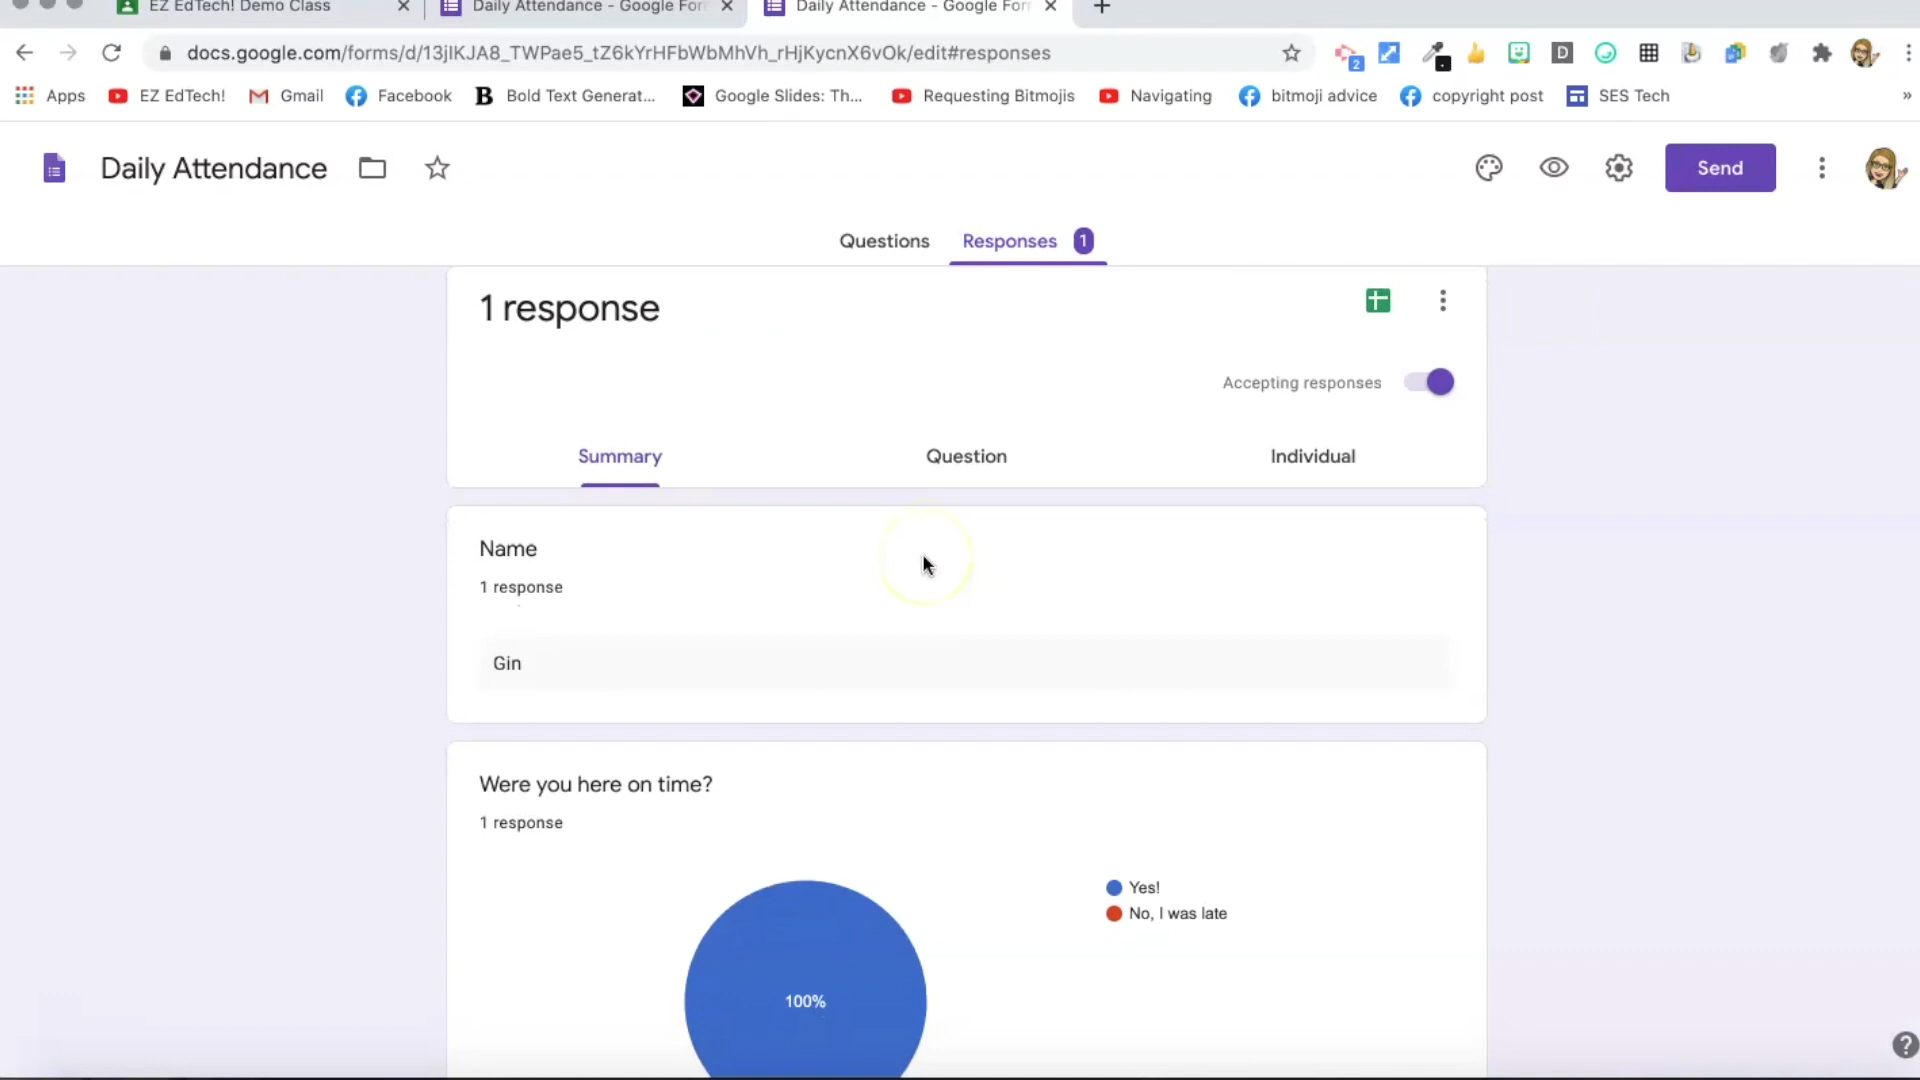 EZ EdTech! Demo Class
Daily Attendance - Google For
Daily Attendance - Google For
docs.google.com/forms/d/13jlKJA8_TWPae5_tZ6kYrHFbWbMhVh_rHjKycnX6vOk/edit#responses
2
D
Apps
EZ EdTech!
Gmail
Facebook
B
Bold Text Generat...
Google Slides: Th...
Requesting Bitmojis
Navigating
bitmoji advice
copyright post
SES Tech
»
Daily Attendance
Send
Questions
Responses 1
1 response
Accepting responses
Summary
Question
Individual
Name
1 response
Gin
Were you here on time?
1 response
Yes!
No, I was late
100%
?